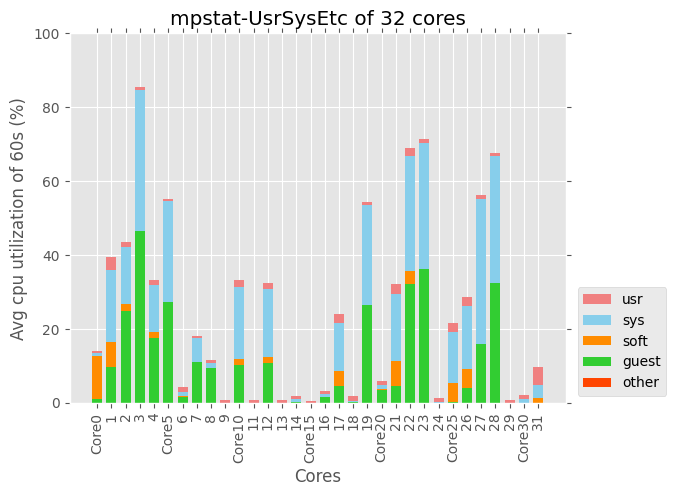 mpstat-UsrSysEtc of 32 cores
Avg cpu utilization of 60s (%)
100
80
60
40
20
0
Core0
1
2
3
4
Core5
6
7
8
9
Core10
11
12
13
14
Core15
16
17
18
19
Core20
21
22
23
24
Core25
26
27
28
29
Core30
31
Cores
usr
sys
soft
guest
other